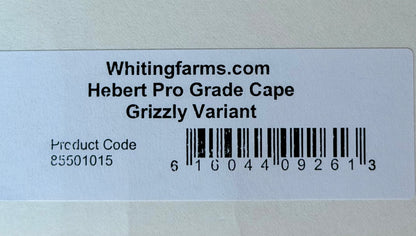 Whitingfarms.com
Hebert Pro Grade Cape
Grizzly Variant
Product Code
85501015
6 16044 09261 3